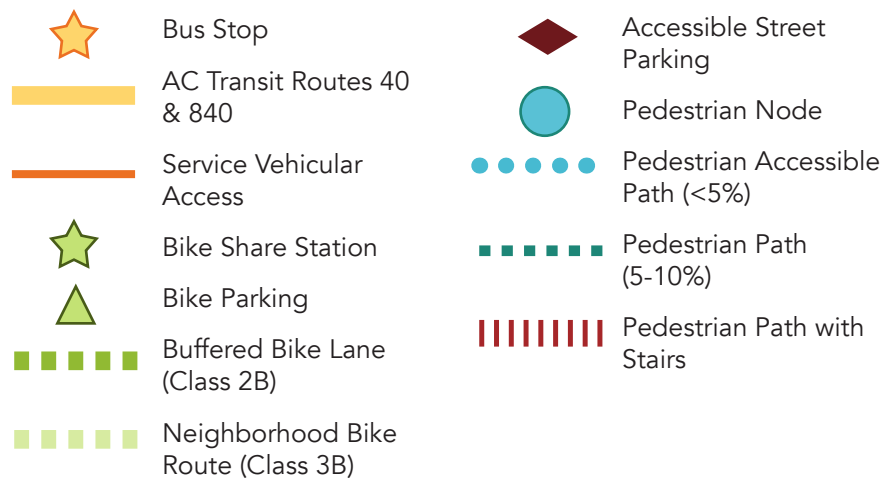 Bus Stop
AC Transit Routes 40
& 840
Service Vehicular
Access
Bike Share Station
Bike Parking
Buffered Bike Lane
(Class 2B)
Neighborhood Bike
Route (Class 3B)
Accessible Street
Parking
Pedestrian Node
Pedestrian Accessible
Path (<5%)
Pedestrian Path
(5-10%)
Pedestrian Path with
Stairs